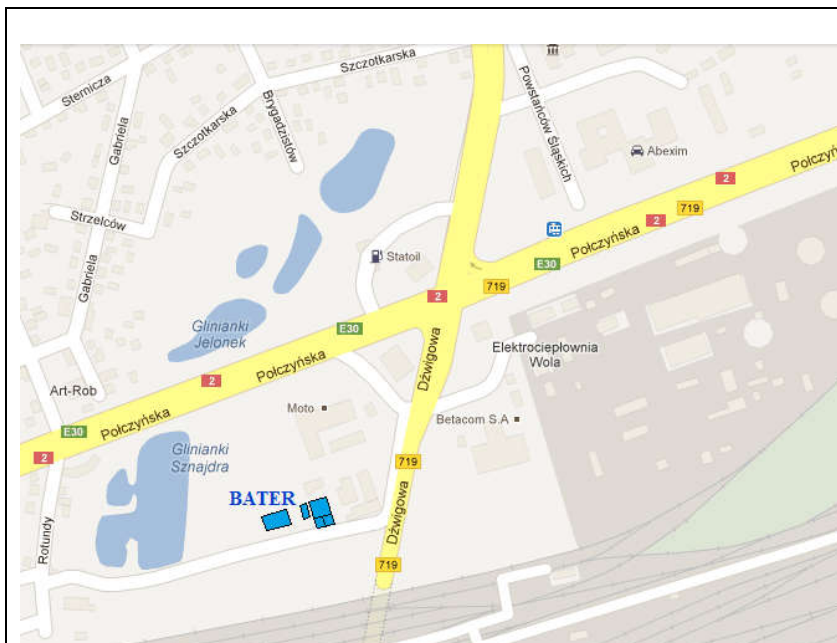 Szczotkarska
Sternicza
Gabriela
Szczotkarska
Brygadzistów
Powstańców Śląskich
Abexim
Połczyń
2
719
Strzelców
2
Połczyńska
Statoil
E30
Gabriela
719
2
Glinianki
Jelonek
E30
Połczyńska
Dźwigowa
Elektrociepłownia
Wola
2
Art-Rob
Moto
Betacom S.A
Połczyńska
E30
2
Glinianki
Sznajdra
719
BATER
Rotundy
Dźwigowa
719